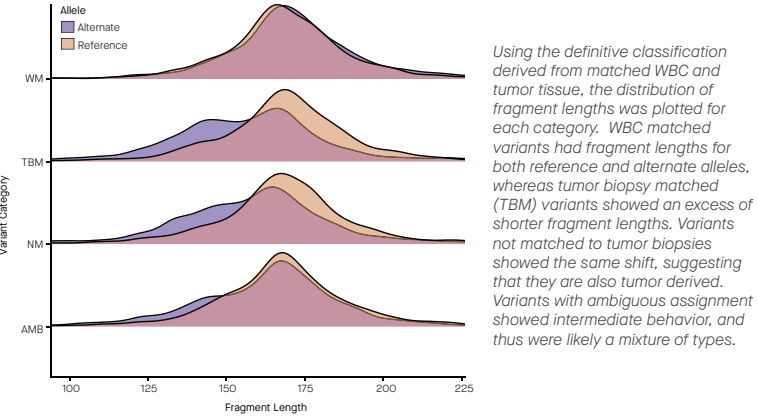 Allele
Alternate
Reference
WM
TBM
NM
AMB
Variant Category
100 125 150 175 200 225
Fragment Length
Using the definitive classification
derived from matched WBC and
tumor tissue, the distribution of
fragment lengths was plotted for
each category. WBC matched
variants had fragment lengths for
both reference and alternate alleles,
whereas tumor biopsy matched
(TBM) variants showed an excess of
shorter fragment lengths. Variants
not matched to tumor biopsies
showed the same shift, suggesting
that they are also tumor derived.
Variants with ambiguous assignment
showed intermediate behavior, and
thus were likely a mixture of types.